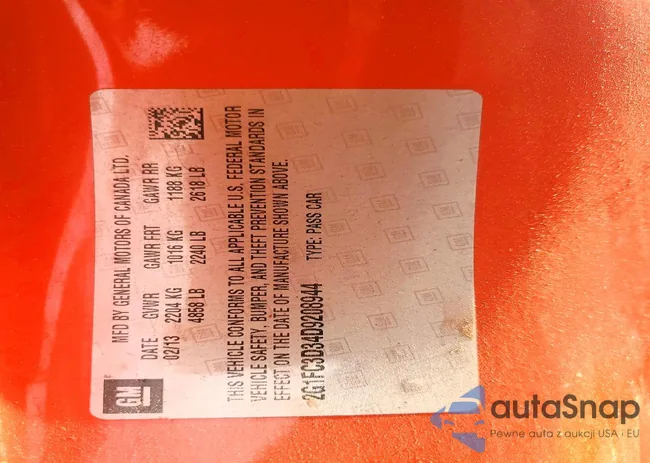 GM
MFD BY GENERAL MOTORS OF CANADA LTD.
DATE GVWR GAWR FRT GAWR RR
02/13 2204 KG 1016 KG 1188 KG
4858 LB 2240 LB 2618 LB
THIS VEHICLE CONFORMS TO ALL APPLICABLE U.S. FEDERAL MOTOR
VEHICLE SAFETY, BUMPER, AND THEFT PREVENTION STANDARDS IN
EFFECT ON THE DATE OF MANUFACTURE SHOWN ABOVE.
2G1FC3D34D9206944 TYPE: PASS CAR
autaSnap
Pewne auta z aukcji USA i EU